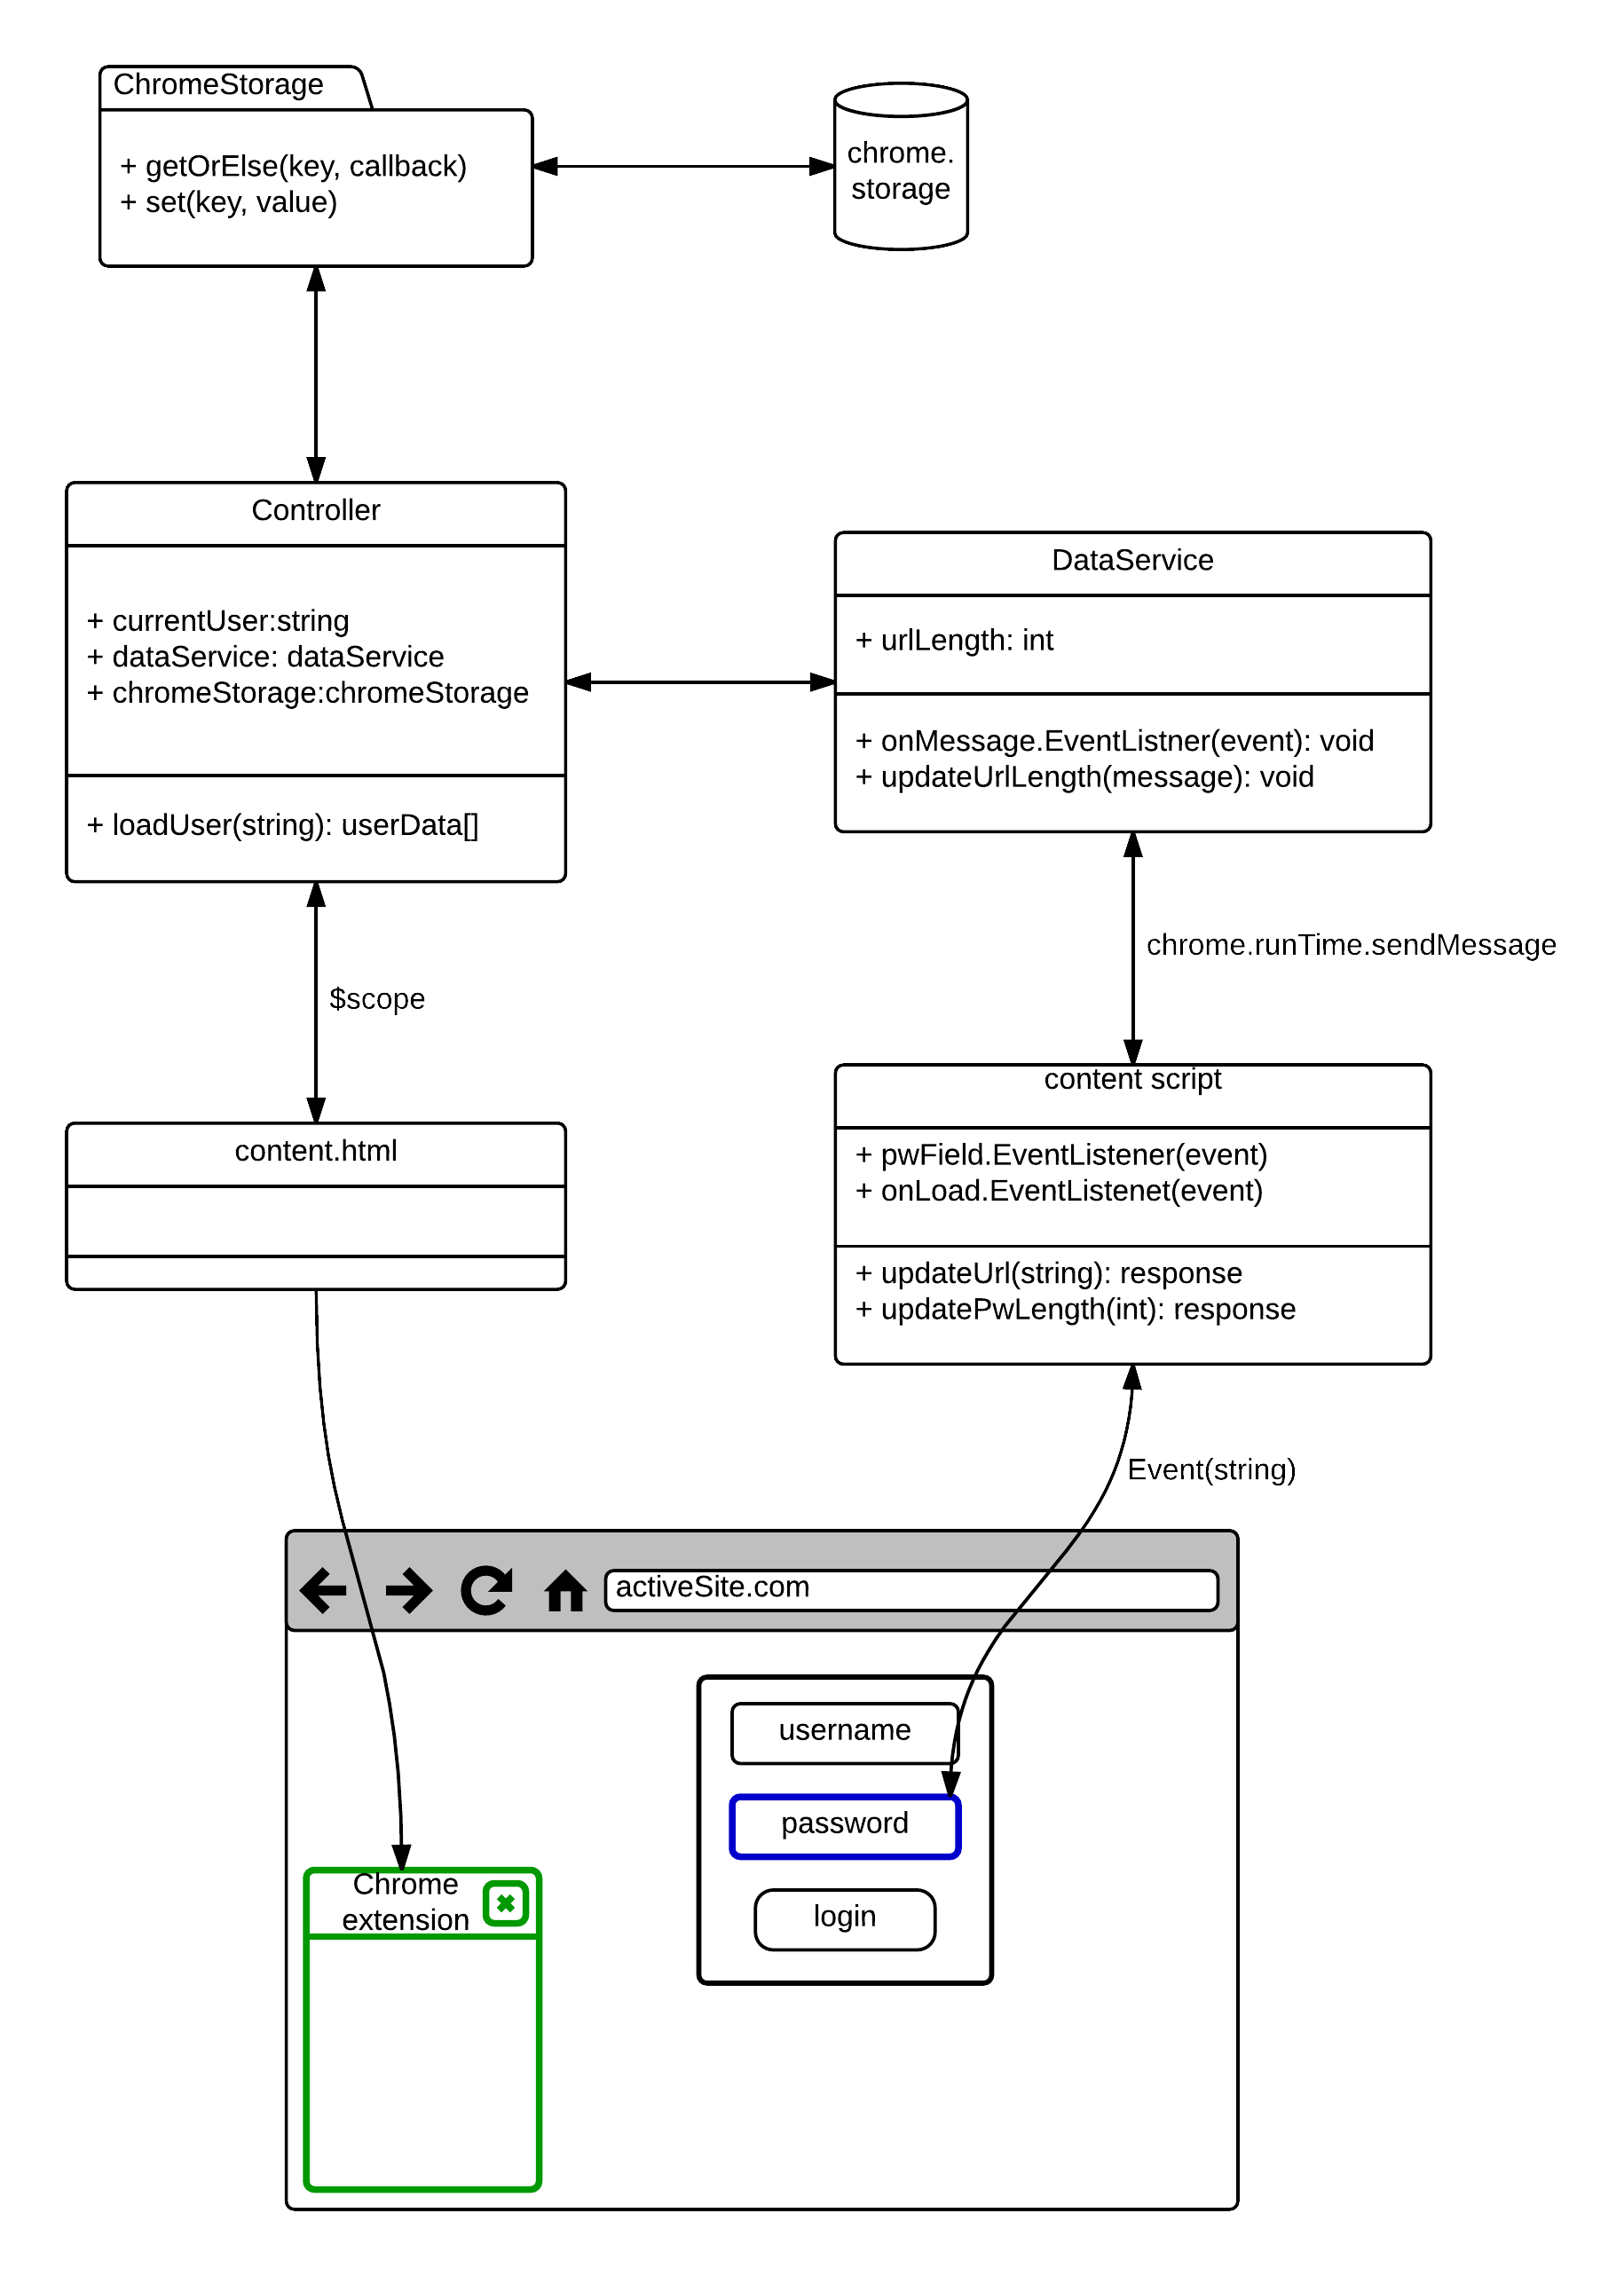 ChromeStorage
+ getOrElse(key, callback)
+ set(key, value)
chrome.
storage
Controller
+ currentUser:string
+ dataService: dataService
+ chromeStorage:chromeStorage
+ loadUser(string): userData[]
DataService
+ urlLength: int
+ onMessage.EventListner(event): void
+ updateUrlLength(message): void
chrome.runTime.sendMessage
$scope
content.html
content script
+ pwField.EventListener(event)
+ onLoad.EventListenet(event)
+ updateUrl(string): response
+ updatePwLength(int): response
Event(string)
activeSite.com
username
password
login
Chrome
extension